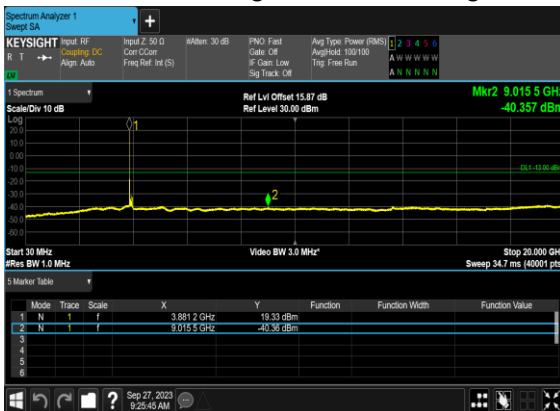 Spectrum Analyzer 1
Swept SA
KEYSIGHT Input: RF Input Z: 50 Ω #Atten: 30 dB PNO: Fast Avg Type: Power (RMS) 1 2 3 4 5 6
R T Coupling: DC Corr CCorr Gate: Off Avg|Hold: 100/100 A W W W W W
Align: Auto Freq Ref: Int (S) IF Gain: Low Trig: Free Run
Sig Track: Off A N N N N N
1 Spectrum Ref Lvl Offset 15.87 dB Mkr2 9.015 5 GHz
Scale/Div 10 dB Ref Level 30.00 dBm -40.357 dBm
Log
1
20.0
10.0
0.00
-10.0 DL1 -13.00 dBm
-20.0
-30.0
2
-40.0
-50.0
-60.0
Start 30 MHz Video BW 3.0 MHz* Stop 20.000 GHz
#Res BW 1.0 MHz Sweep 34.7 ms (40001 pts)
5 Marker Table
Mode Trace Scale X Y Function Function Width Function Value
1 N 1 f 3.881 2 GHz 19.33 dBm
2 N 1 f 9.015 5 GHz -40.36 dBm
3
4
5
6
? Sep 27, 2023
9:25:45 AM